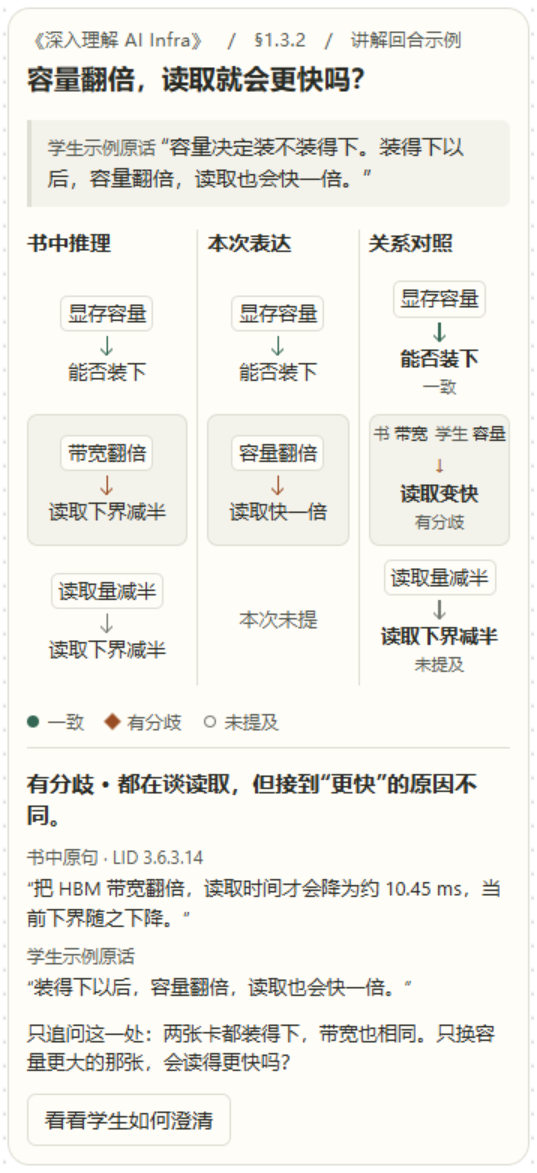 《深入理解 AI Infra》 / §1.3.2 / 讲解回合示例
容量翻倍，读取就会更快吗？
学生示例原话 “容量决定装不装得下。装得下以
后，容量翻倍，读取也会快一倍。”
书中推理
显存容量
↓
能否装下
带宽翻倍
↓
读取下界减半
读取量减半
↓
读取下界减半
本次表达
显存容量
↓
能否装下
容量翻倍
↓
读取快一倍
本次未提
关系对照
显存容量
↓
能否装下
一致
书 带宽 学生 容量
↓
读取变快
有分歧
读取量减半
↓
读取下界减半
未提及
一致 有分歧 未提及
有分歧 · 都在谈读取，但接到“更快”的原因不
同。
书中原句 · LID 3.6.3.14
“把 HBM 带宽翻倍，读取时间才会降为约 10.45 ms，当
前下界随之下降。”
学生示例原话
“装得下以后，容量翻倍，读取也会快一倍。”
只追问这一处：两张卡都装得下，带宽也相同。只换容
量更大的那张，会读得更快吗？
看看学生如何澄清